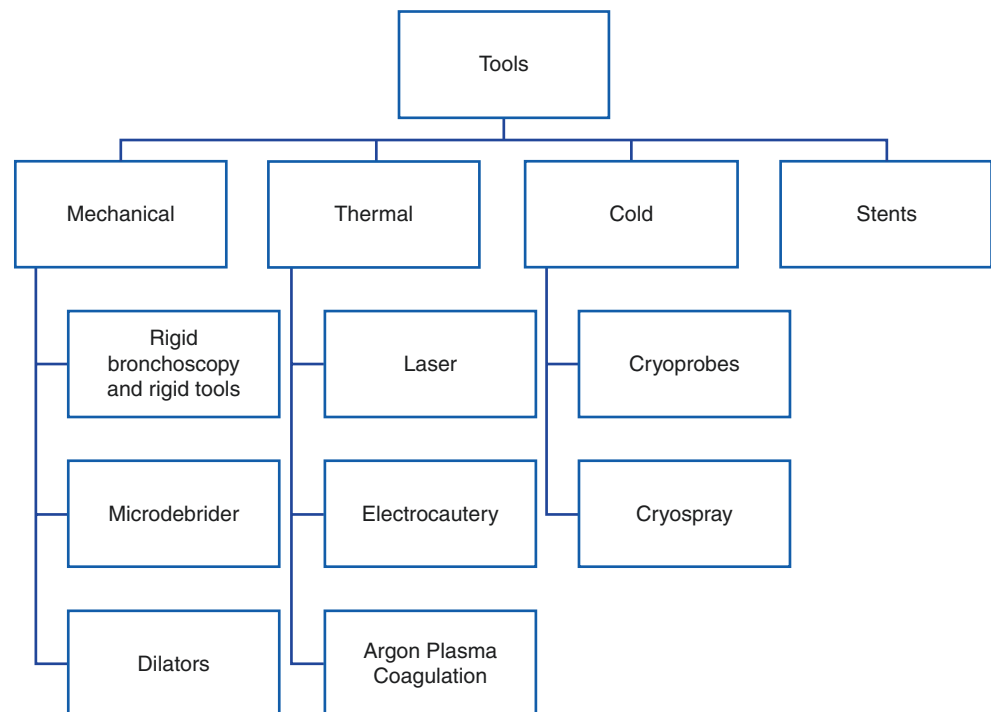 Tools
Mechanical
Thermal
Cold
Stents
Rigid
bronchoscopy
and rigid tools
Laser
Cryoprobes
Microdebrider
Electrocautery
Cryospray
Dilators
Argon Plasma
Coagulation